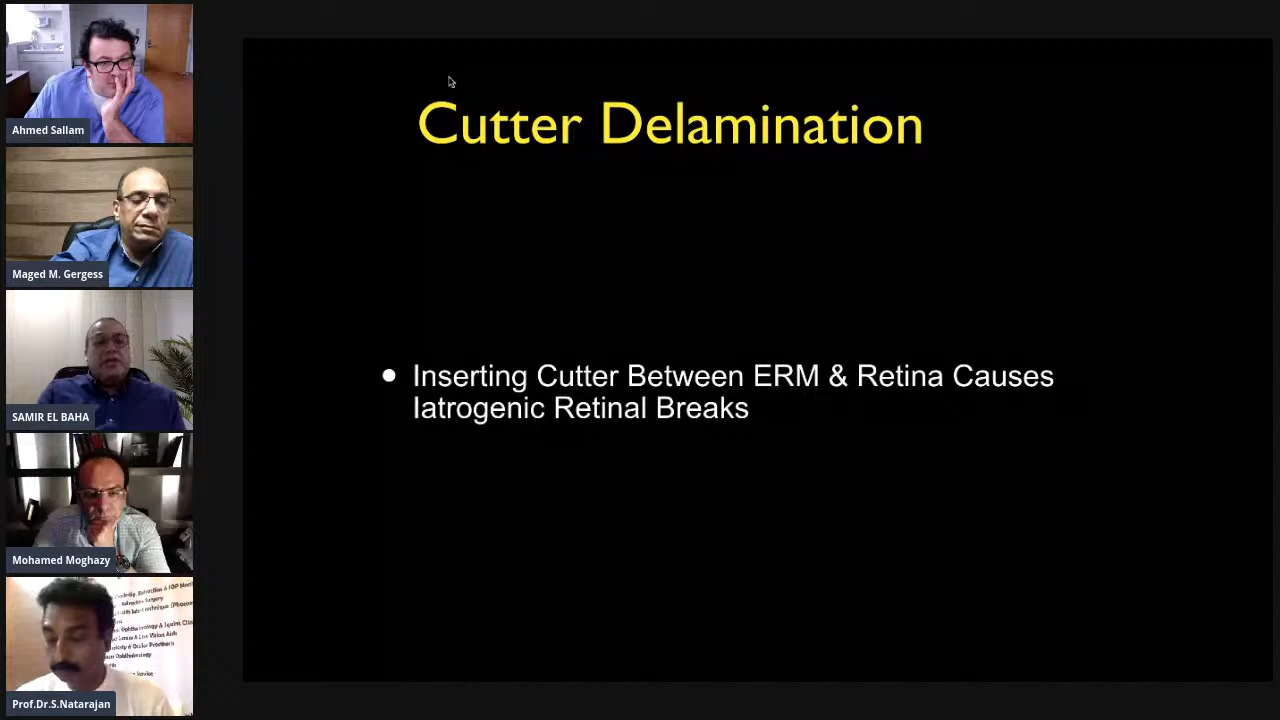 Ahmed Sallam
Maged M. Gergess
SAMIR EL BAHA
Mohamed Moghazy
Prof.Dr.S.Natarajan
Cutter Delamination
● Inserting Cutter Between ERM & Retina Causes
Iatrogenic Retinal Breaks